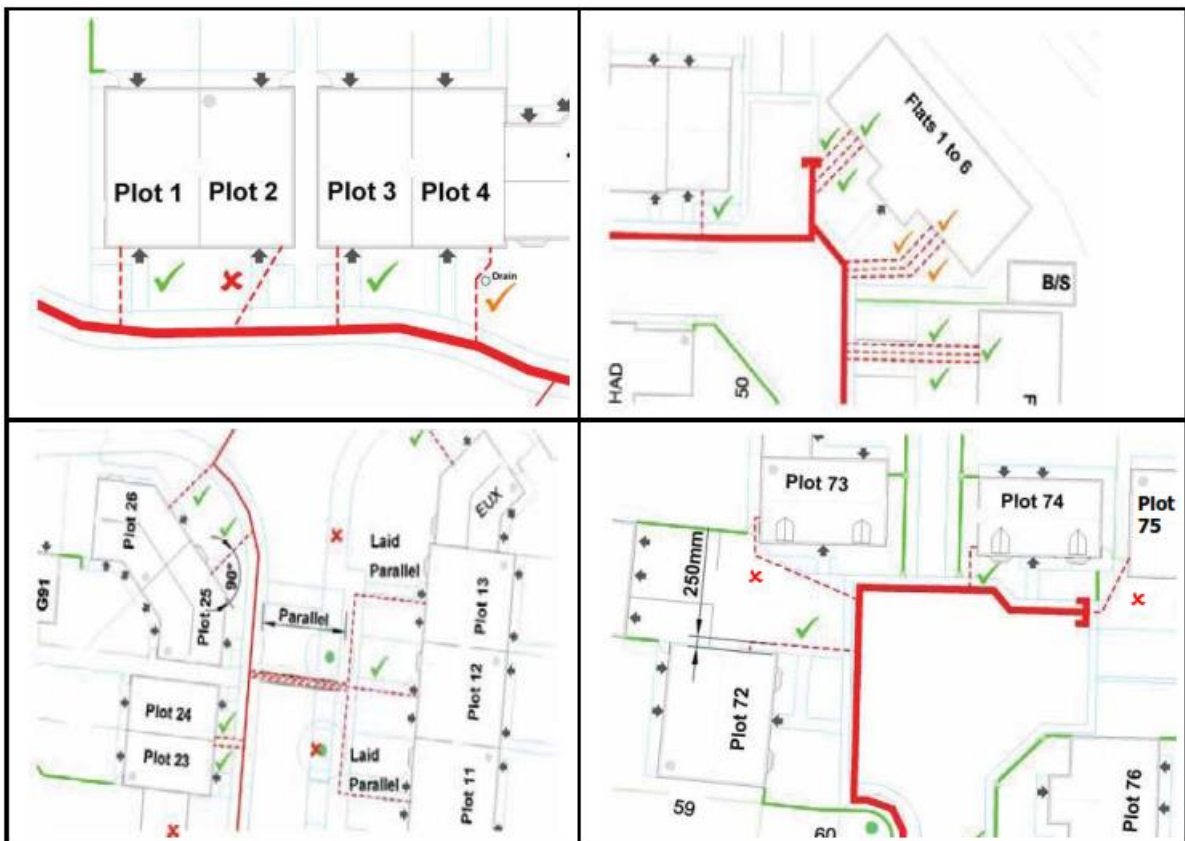 Plot 1
Plot 2
Plot 3
Plot 4
Drain
Flats 1 to 6
B/S
HAD
50
F
Plot 26
EUX
Laid
Parallel
G91
90°
Plot 25
Parallel
Plot 13
Plot 24
Plot 12
Plot 23
Laid
Parallel
Plot 11
Plot 73
Plot 74
Plot
75
250mm
Plot 72
59
60
Plot 76